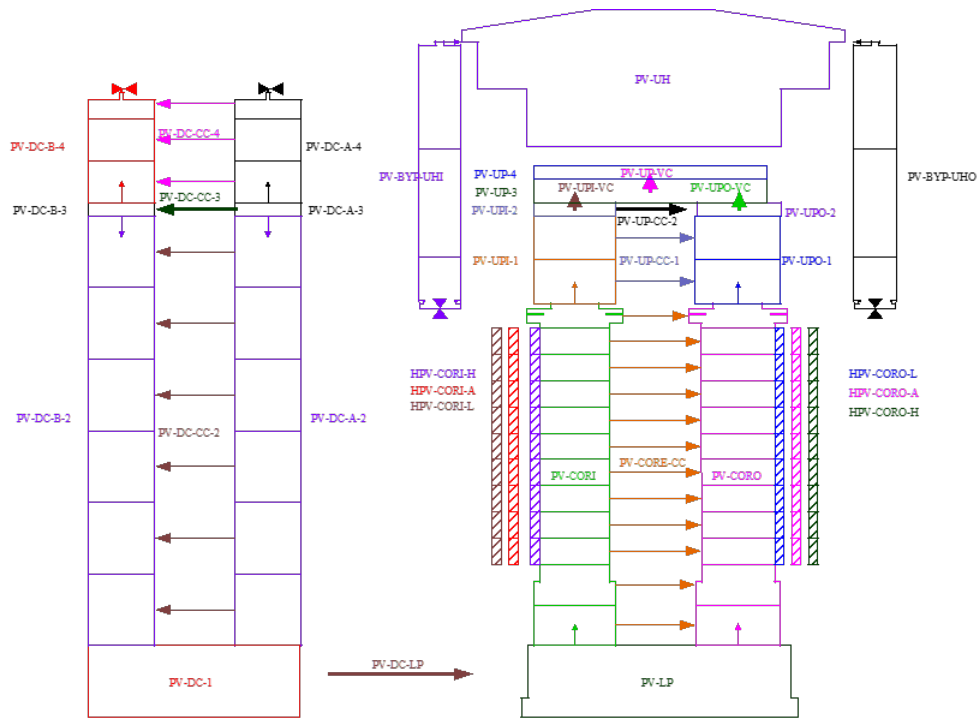 PV-UH
PV-DC-CC-4
PV-DC-B-4
PV-DC-A-4
PV-UP-4
PV-UP-VC
PV-BYP-UHI
PV-BYP-UHO
PV-UP-3
PV-UPI-VC
PV-UPO-VC
PV-DC-CC-3
PV-DC-B-3
PV-DC-A-3
PV-UPI-2
PV-UPO-2
PV-UP-CC-2
PV-UPI-1
PV-UP-CC-1
PV-UPO-1
HPV-CORI-H
HPV-CORO-L
HPV-CORI-A
HPV-CORO-A
HPV-CORI-L
HPV-CORO-H
PV-DC-B-2
PV-DC-A-2
PV-DC-CC-2
PV-CORE-CC
PV-CORI
PV-CORO
PV-DC-LP
PV-DC-1
PV-LP